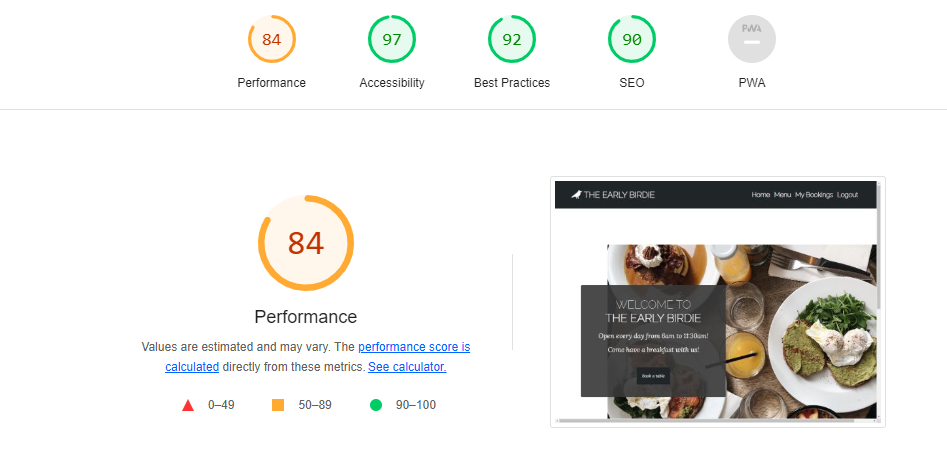 84 97 92 90 PWA
Performance Accessibility Best Practices SEO PWA
84
Performance
Values are estimated and may vary. The performance score is
calculated directly from these metrics. See calculator.
0–49 50–89 90–100
THE EARLY BIRDIE Home Menu My Bookings Logout
WELCOME TO
THE EARLY BIRDIE
Open every day from 6am to 11:30am!
Come have a breakfast with us!
Book a table